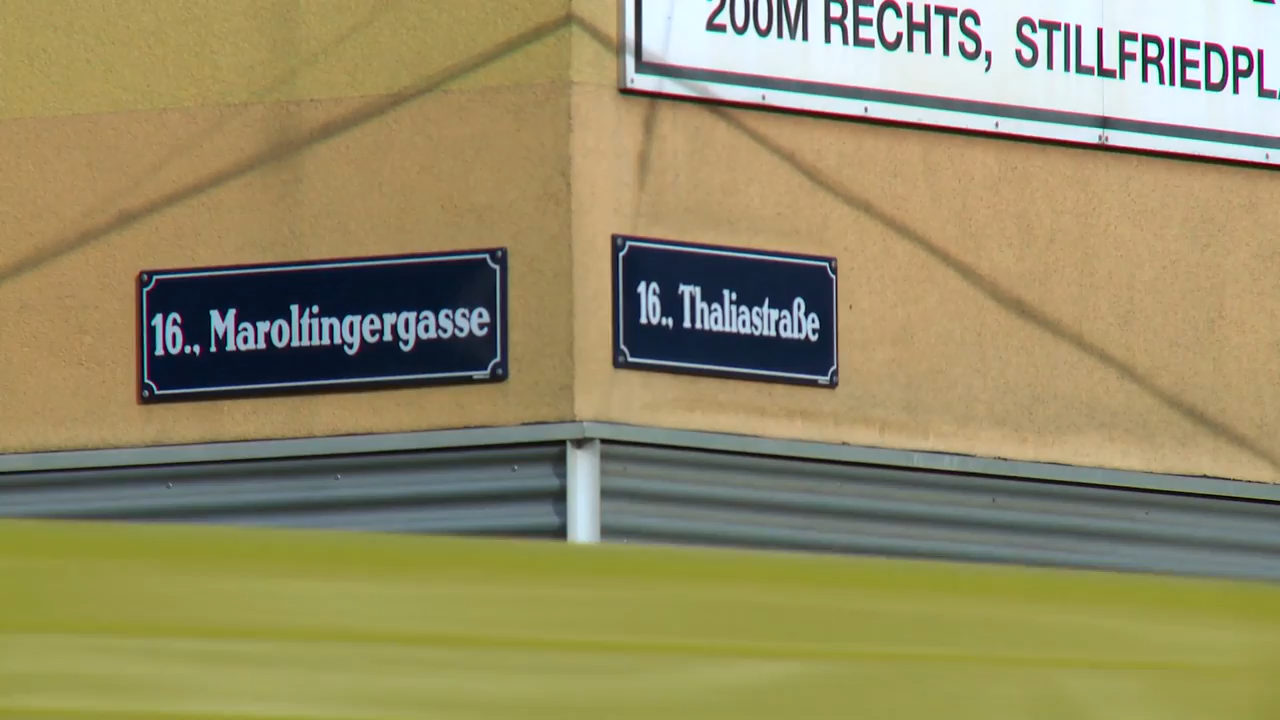 200M RECHTS, STILLFRIEDPL
16., Maroltingergasse
16., Thaliastraße